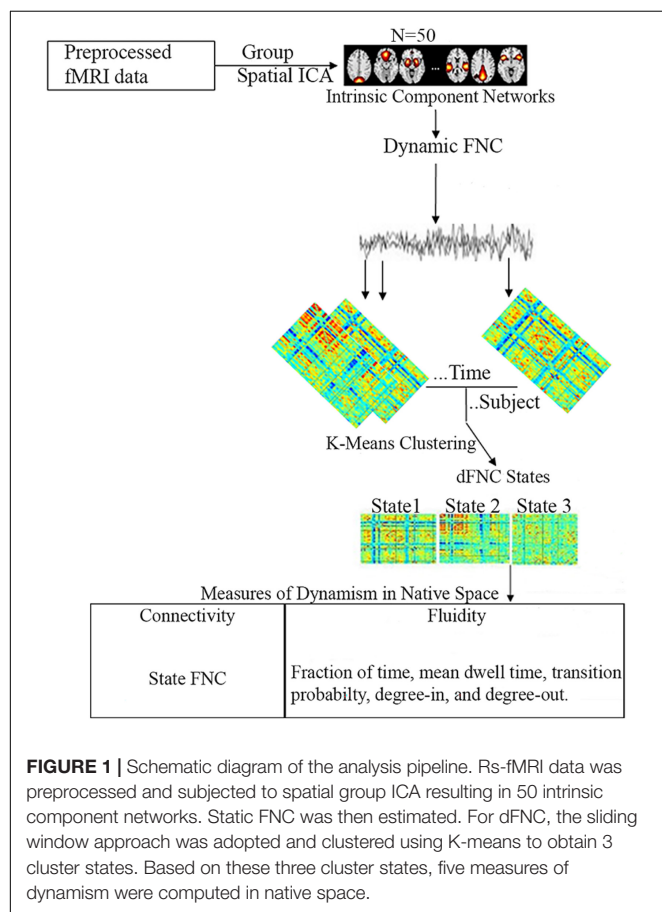 N=50
Preprocessed
fMRI data
Group
Spatial ICA
...
Intrinsic Component Networks
Dynamic FNC
...Time
..Subject
K-Means Clustering
dFNC States
State1 State 2 State 3
Measures of Dynamism in Native Space
Connectivity
Fluidity
State FNC
Fraction of time, mean dwell time, transition
probabilty, degree-in, and degree-out.
FIGURE 1 | Schematic diagram of the analysis pipeline. Rs-fMRI data was
preprocessed and subjected to spatial group ICA resulting in 50 intrinsic
component networks. Static FNC was then estimated. For dFNC, the sliding
window approach was adopted and clustered using K-means to obtain 3
cluster states. Based on these three cluster states, five measures of
dynamism were computed in native space.